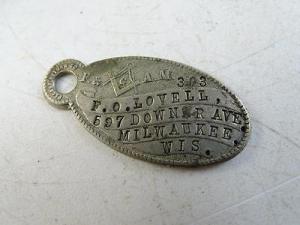 F & A.M. 303
F.O. LOVELL,
597 DOWNER AVE
MILWAUKEE,
WIS.